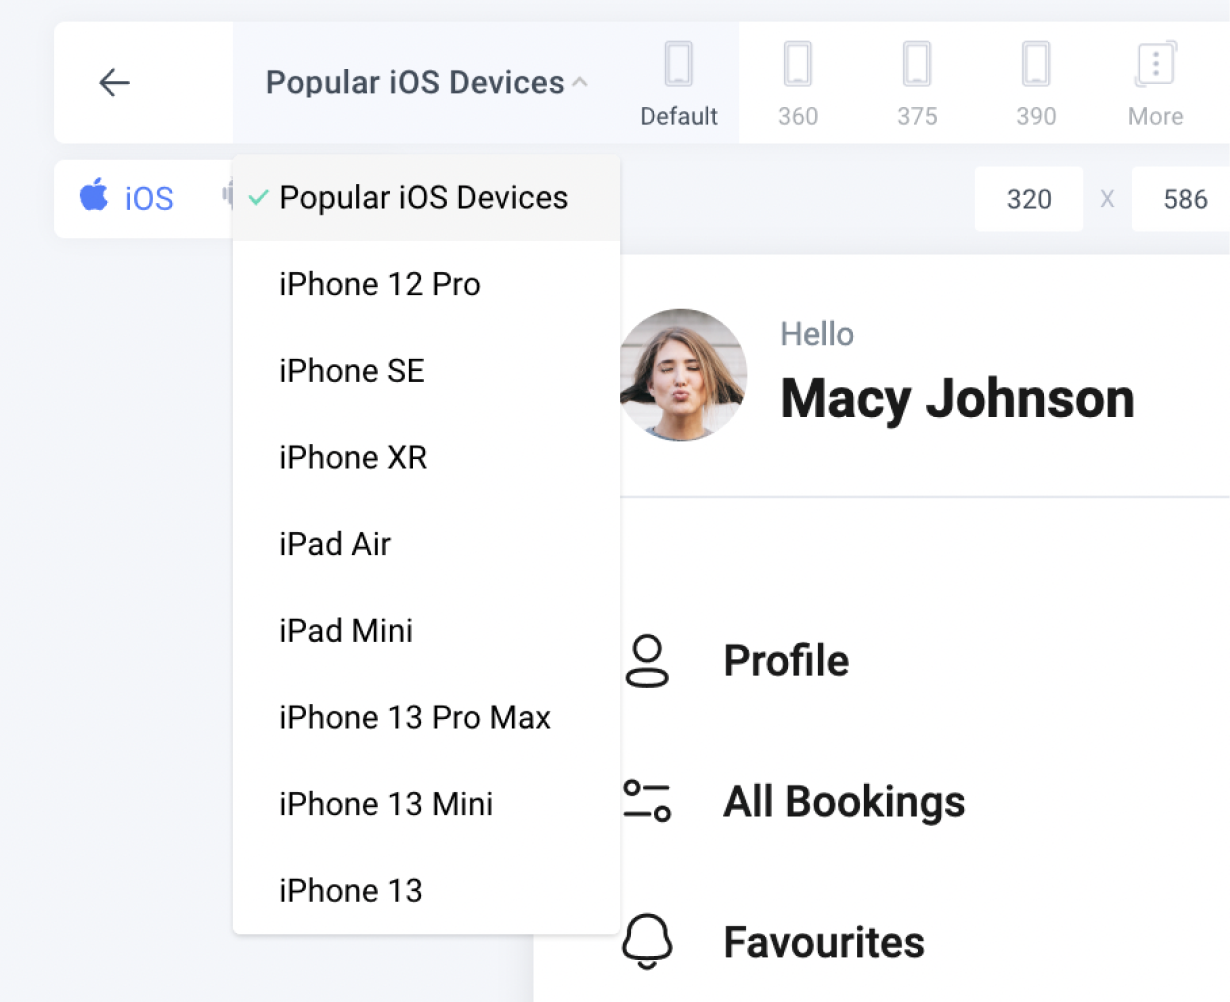 Popular iOS Devices
Default
360
375
390
More
iOS
320 X 586
Popular iOS Devices
iPhone 12 Pro
iPhone SE
iPhone XR
iPad Air
iPad Mini
iPhone 13 Pro Max
iPhone 13 Mini
iPhone 13
Hello
Macy Johnson
Profile
All Bookings
Favourites